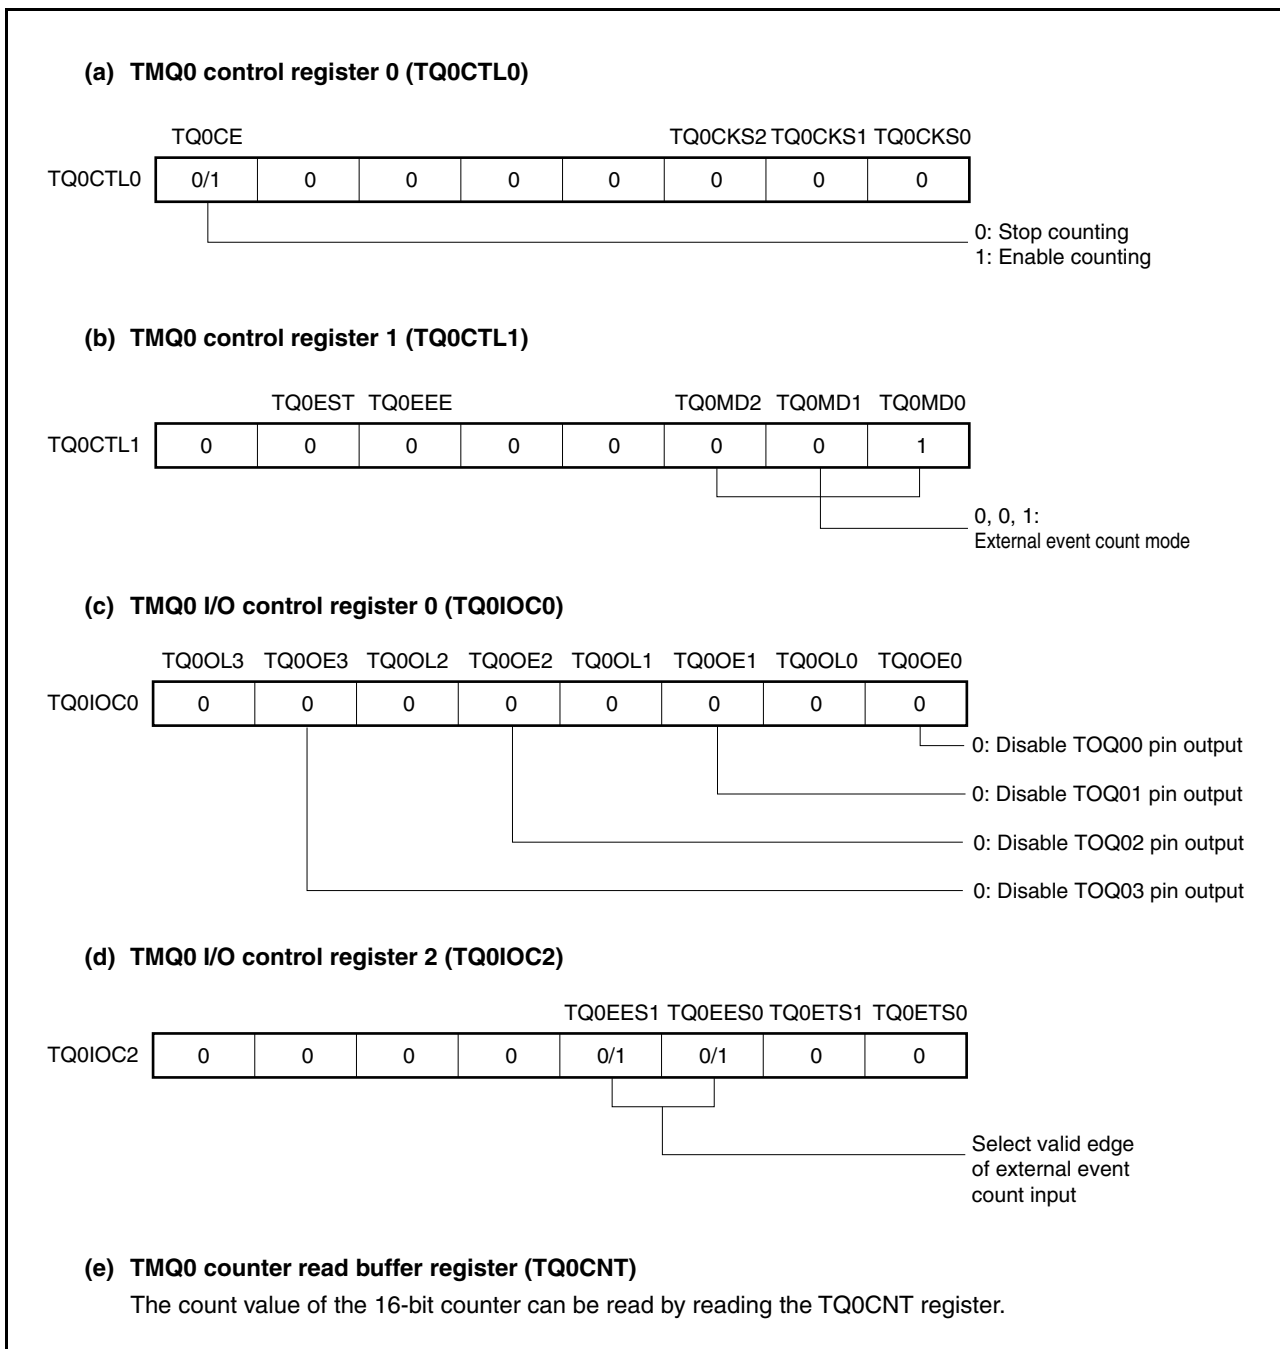 (a) TMQ0 control register 0 (TQ0CTL0)
TQ0CE TQ0CKS2 TQ0CKS1 TQ0CKS0
TQ0CTL0 0/1 0 0 0 0 0 0 0
0: Stop counting
1: Enable counting
(b) TMQ0 control register 1 (TQ0CTL1)
TQ0EST TQ0EEE TQ0MD2 TQ0MD1 TQ0MD0
TQ0CTL1 0 0 0 0 0 0 0 1
0, 0, 1:
External event count mode
(c) TMQ0 I/O control register 0 (TQ0IOC0)
TQ0OL3 TQ0OE3 TQ0OL2 TQ0OE2 TQ0OL1 TQ0OE1 TQ0OL0 TQ0OE0
TQ0IOC0 0 0 0 0 0 0 0 0
0: Disable TOQ00 pin output
0: Disable TOQ01 pin output
0: Disable TOQ02 pin output
0: Disable TOQ03 pin output
(d) TMQ0 I/O control register 2 (TQ0IOC2)
TQ0EES1 TQ0EES0 TQ0ETS1 TQ0ETS0
TQ0IOC2 0 0 0 0 0/1 0/1 0 0
Select valid edge
of external event
count input
(e) TMQ0 counter read buffer register (TQ0CNT)
The count value of the 16-bit counter can be read by reading the TQ0CNT register.